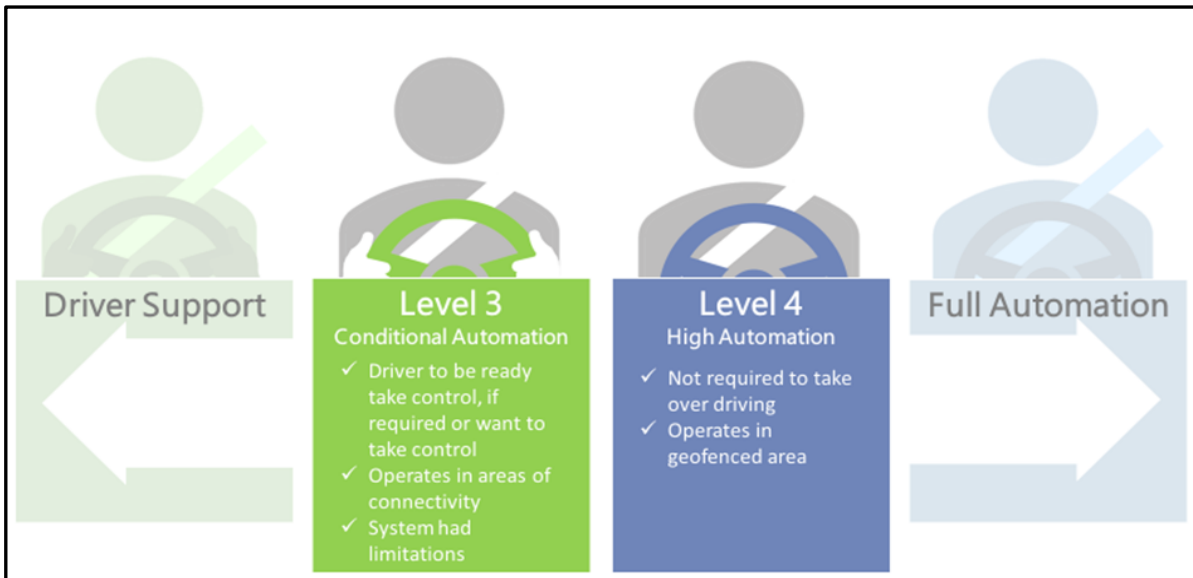 Driver Support
Level 3
Conditional Automation
✓ Driver to be ready
take control, if
required or want to
take control
✓ Operates in areas of
connectivity
✓ System had
limitations
Level 4
High Automation
✓ Not required to take
over driving
✓ Operates in
geofenced area
Full Automation